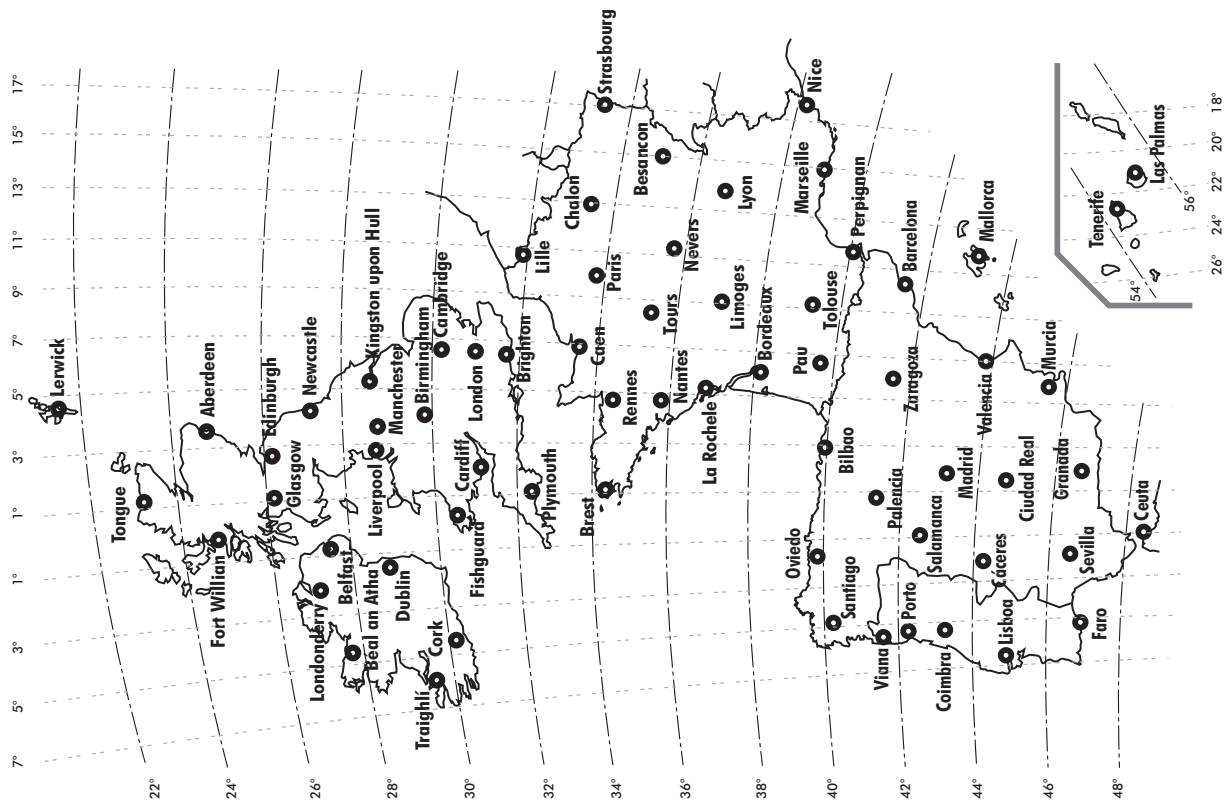 7°
5°
3°
1°
1°
3°
5°
7°
9°
11°
13°
15°
17°
22°
24°
26°
28°
30°
32°
34°
36°
38°
40°
42°
44°
46°
48°
Lerwick
Tongue
Aberdeen
Fort Willian
Glasgow
Edinburgh
Newcastle
Londonderry
Belfast
Beal an Atha
Dublin
Traighlí
Cork
Liverpool
Manchester
Kingston upon Hull
Birmingham
Cambridge
Fishguard
Cardiff
London
Brighton
Plymouth
Lille
Brest
Rennes
Caen
Paris
Chalon
Strasbourg
Nantes
Tours
Nevers
Besancon
La Rochele
Limoges
Lyon
Bordeaux
Pau
Tolouse
Marseille
Nice
Perpignan
Oviedo
Santiago
Bilbao
Viana
Porto
Palencia
Zaragoza
Barcelona
Coimbra
Salamanca
Madrid
Mallorca
Lisboa
Cáceres
Ciudad Real
Valencia
Faro
Sevilla
Granada
Murcia
Ceuta
Tenerife
Las Palmas
54°
56°
26°
24°
22°
20°
18°